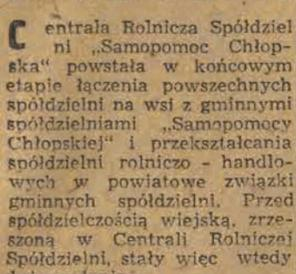 Centrala Rolnicza Spółdziel
ni „Samopomoc Chłop-
ska“ powstała w końcowym
etapie łączenia powszechnych
spółdzielni na wsi z gminnymi
spółdzielniami „Samopomocy
Chłopskiej“ i przekształcania
spółdzielni rolniczo - handlo-
wych w powiatowe związki
gminnych spółdzielni. Przed
spółdzielczością wiejską, zrze-
szoną w Centrali Rolniczej
Spółdzielni, stały więc wtedy